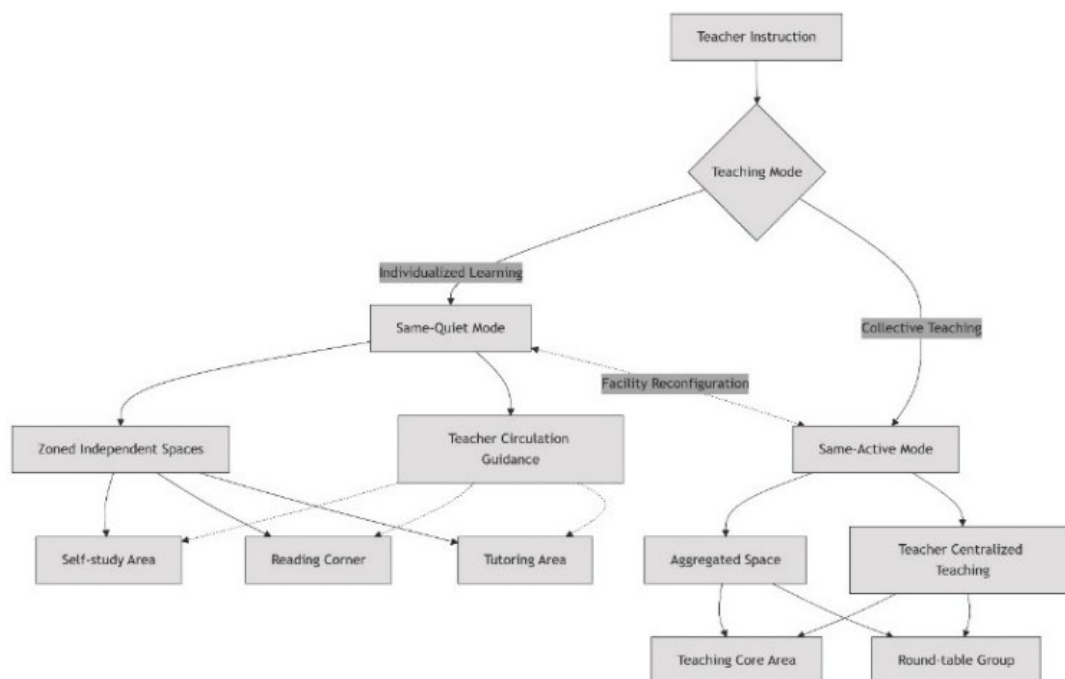 Teacher Instruction
Teaching Mode
Individualized Learning
Same-Quiet Mode
Collective Teaching
Facility Reconfiguration
Zoned Independent Spaces
Teacher Circulation
Guidance
Same-Active Mode
Self-study Area
Reading Corner
Tutoring Area
Aggregated Space
Teacher Centralized
Teaching
Teaching Core Area
Round-table Group